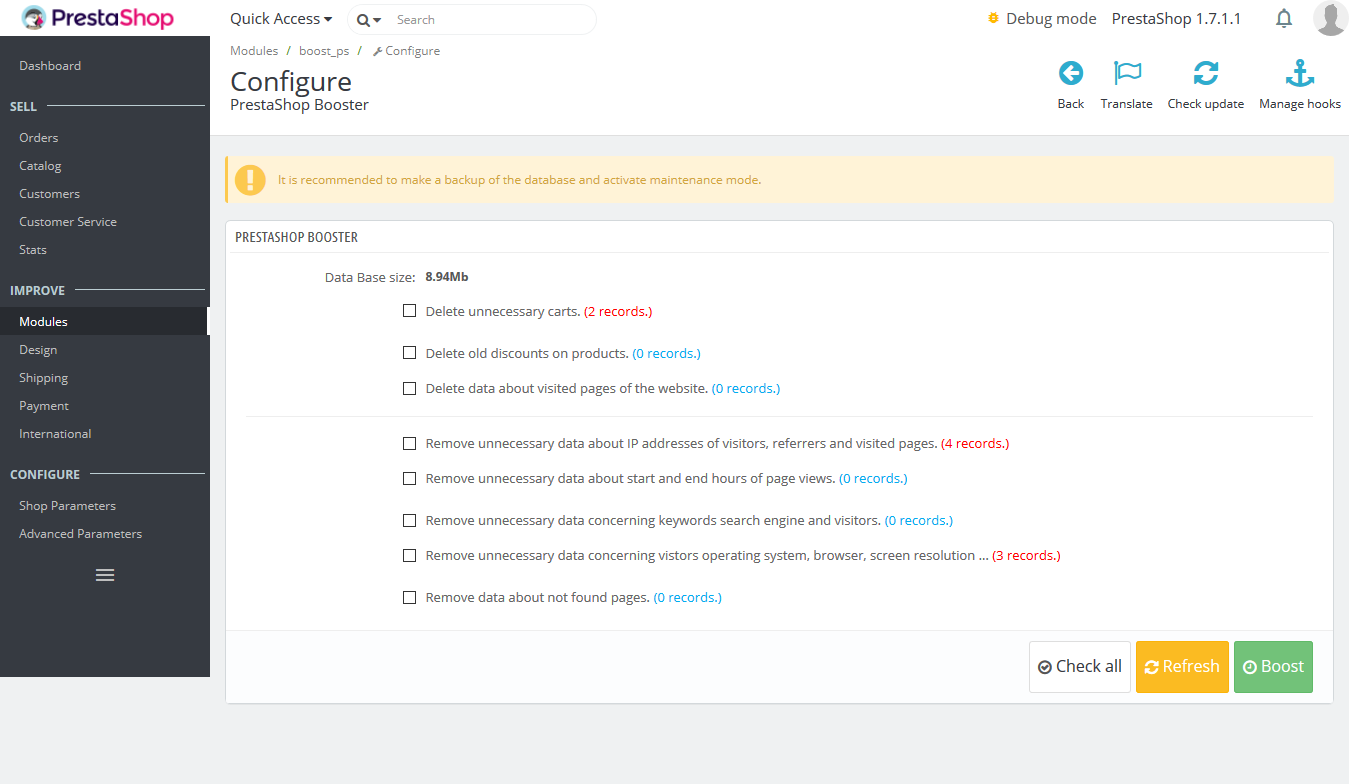 PrestaShop
Quick Access
Search
Debug mode
PrestaShop 1.7.1.1
Modules / boost_ps / Configure
Configure
PrestaShop Booster
Back
Translate
Check update
Manage hooks
Dashboard
SELL
Orders
Catalog
Customers
Customer Service
Stats
IMPROVE
Modules
Design
Shipping
Payment
International
CONFIGURE
Shop Parameters
Advanced Parameters
It is recommended to make a backup of the database and activate maintenance mode.
PRESTASHOP BOOSTER
Data Base size: 8.94Mb
Delete unnecessary carts. (2 records.)
Delete old discounts on products. (0 records.)
Delete data about visited pages of the website. (0 records.)
Remove unnecessary data about IP addresses of visitors, referrers and visited pages. (4 records.)
Remove unnecessary data about start and end hours of page views. (0 records.)
Remove unnecessary data concerning keywords search engine and visitors. (0 records.)
Remove unnecessary data concerning vistors operating system, browser, screen resolution ... (3 records.)
Remove data about not found pages. (0 records.)
Check all
Refresh
Boost